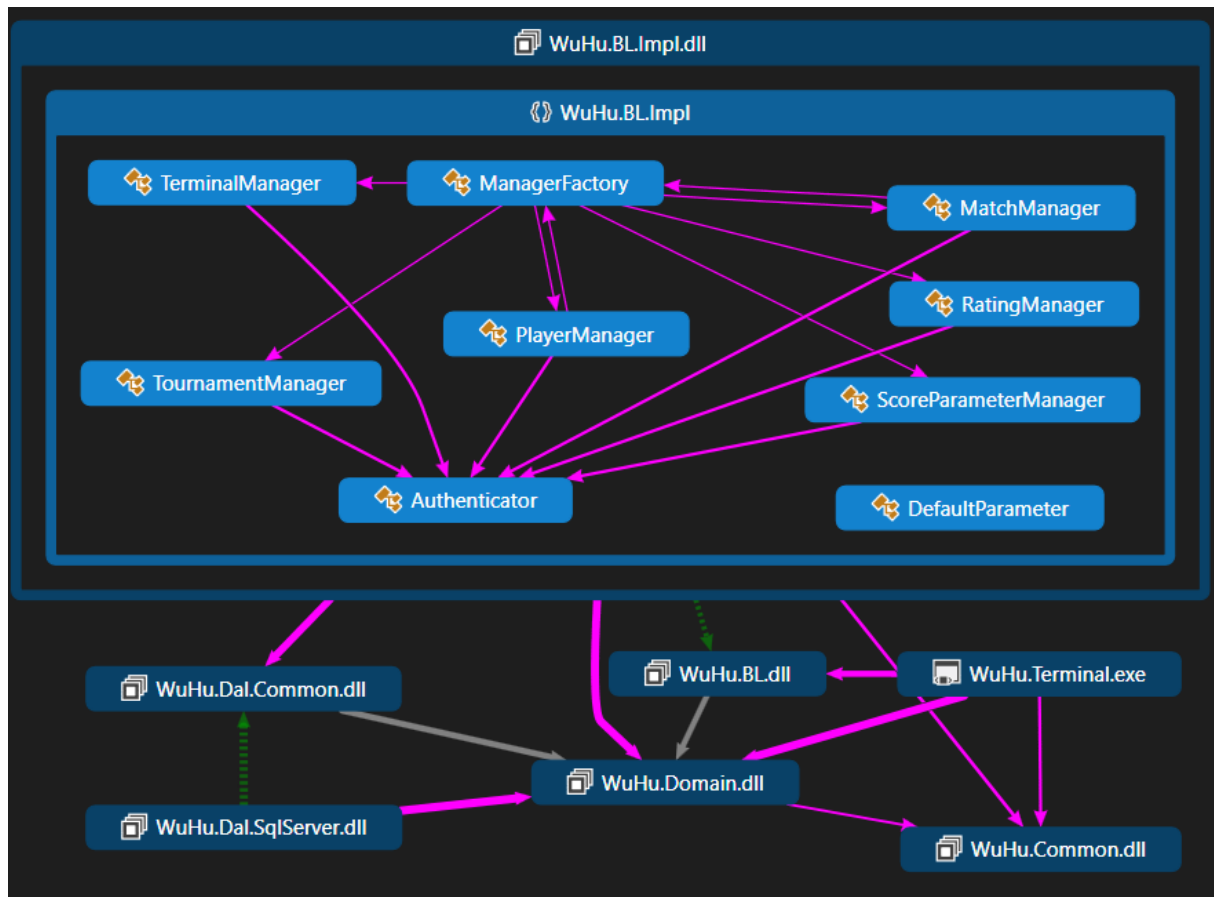 WuHu.BL.Impl.dll
WuHu.BL.Impl
TerminalManager
ManagerFactory
MatchManager
RatingManager
PlayerManager
TournamentManager
ScoreParameterManager
Authenticator
DefaultParameter
WuHu.Dal.Common.dll
WuHu.BL.dll
WuHu.Terminal.exe
WuHu.Domain.dll
WuHu.Dal.SqlServer.dll
WuHu.Common.dll